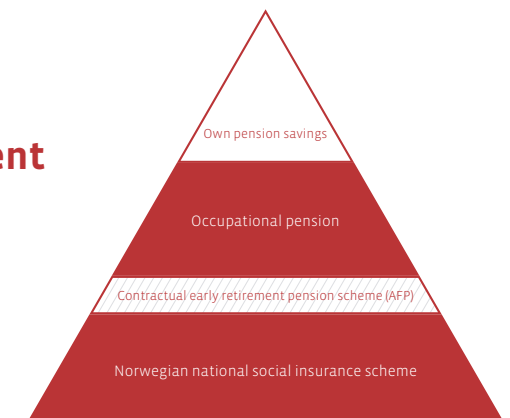 Own pension savings
ent
Occupational pension
Contractual early retirement pension scheme (AFP)
Norwegian national social insurance scheme